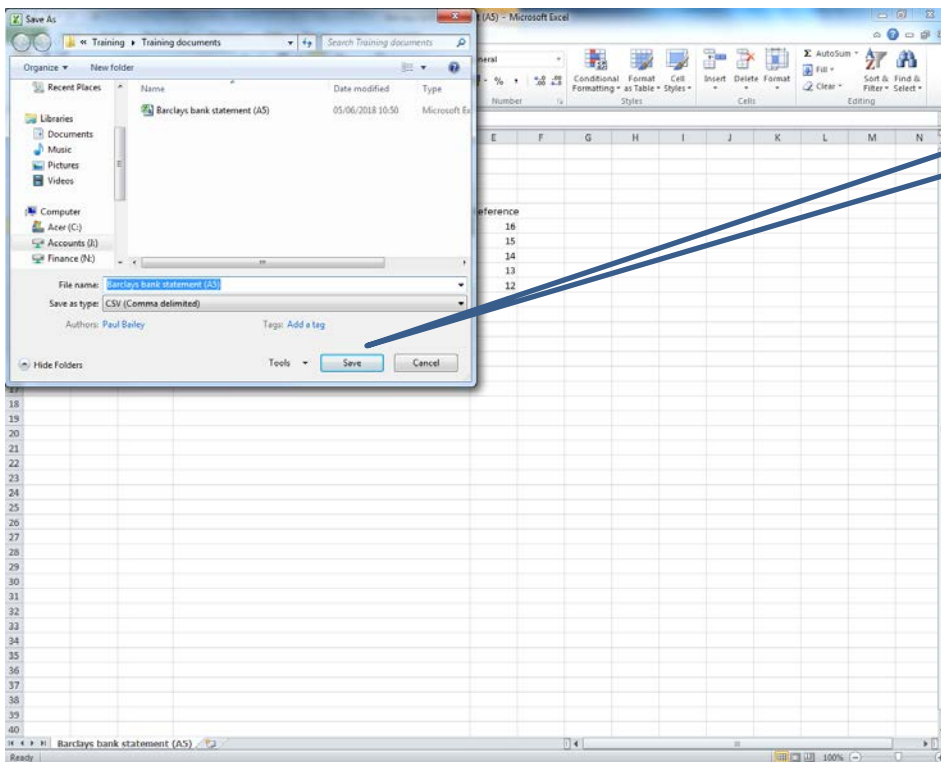 Save As
(A5) - Microsoft Excel
« Training ▸ Training documents
Search Training documents
Organize
New folder
Recent Places
Libraries
Documents
Music
Pictures
Videos
Computer
Acer (C:)
Accounts (J:)
Finance (N:)
Name
Date modified
Type
Barclays bank statement (A5)
05/06/2018 10:50
Microsoft Ex
File name: Barclays bank statement (A5)
Save as type: CSV (Comma delimited)
Authors: Paul Bailey
Tags: Add a tag
Hide Folders
Tools
Save
Cancel
neral
%
,
Number
Conditional Formatting
Format as Table
Cell Styles
Styles
Insert
Delete
Format
Cells
Σ AutoSum
Fill
Clear
Sort & Filter
Find & Select
Editing
E F G H I J K L M N
eference
16
15
14
13
12
17
18
19
20
21
22
23
24
25
26
27
28
29
30
31
32
33
34
35
36
37
38
39
40
Barclays bank statement (A5)
Ready
100%